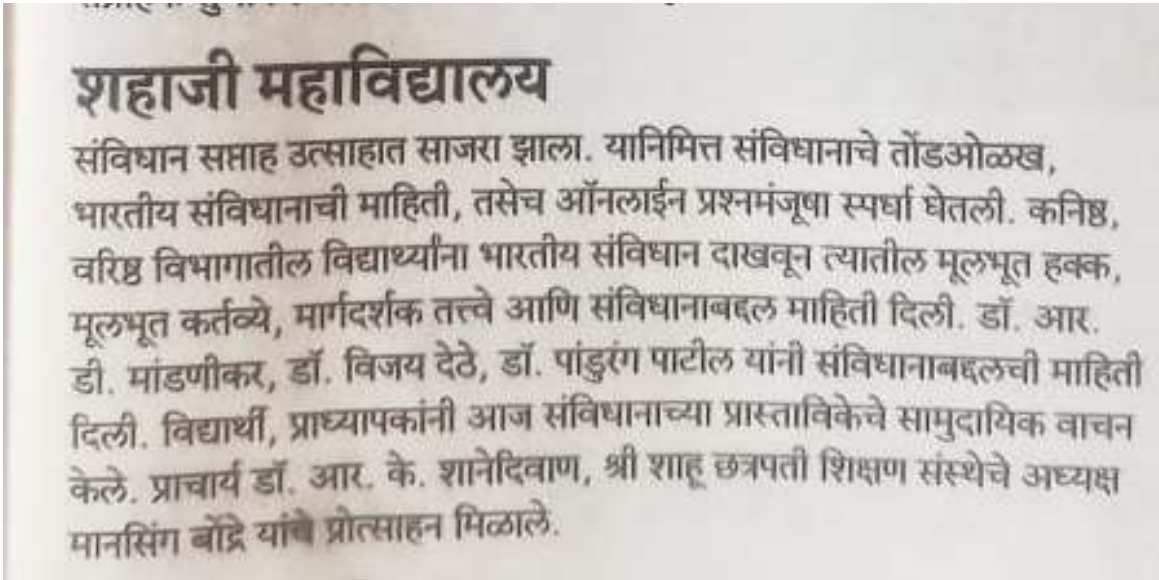 शहाजी महाविद्यालय
संविधान सप्ताह उत्साहात साजरा झाला. यानिमित्त संविधानाचे तोंडओळख,
भारतीय संविधानाची माहिती, तसेच ऑनलाईन प्रश्नमंजूषा स्पर्धा घेतली. कनिष्ठ,
वरिष्ठ विभागातील विद्यार्थ्यांना भारतीय संविधान दाखवून त्यातील मूलभूत हक्क,
मूलभूत कर्तव्ये, मार्गदर्शक तत्त्वे आणि संविधानाबद्दल माहिती दिली. डॉ. आर.
डी. मांडणीकर, डॉ. विजय देठे, डॉ. पांडुरंग पाटील यांनी संविधानाबद्दलची माहिती
दिली. विद्यार्थी, प्राध्यापकांनी आज संविधानाच्या प्रास्ताविकेचे सामुदायिक वाचन
केले. प्राचार्य डॉ. आर. के. शानेदिवाण, श्री शाहू छत्रपती शिक्षण संस्थेचे अध्यक्ष
मानसिंग बोंद्रे यांचे प्रोत्साहन मिळाले.